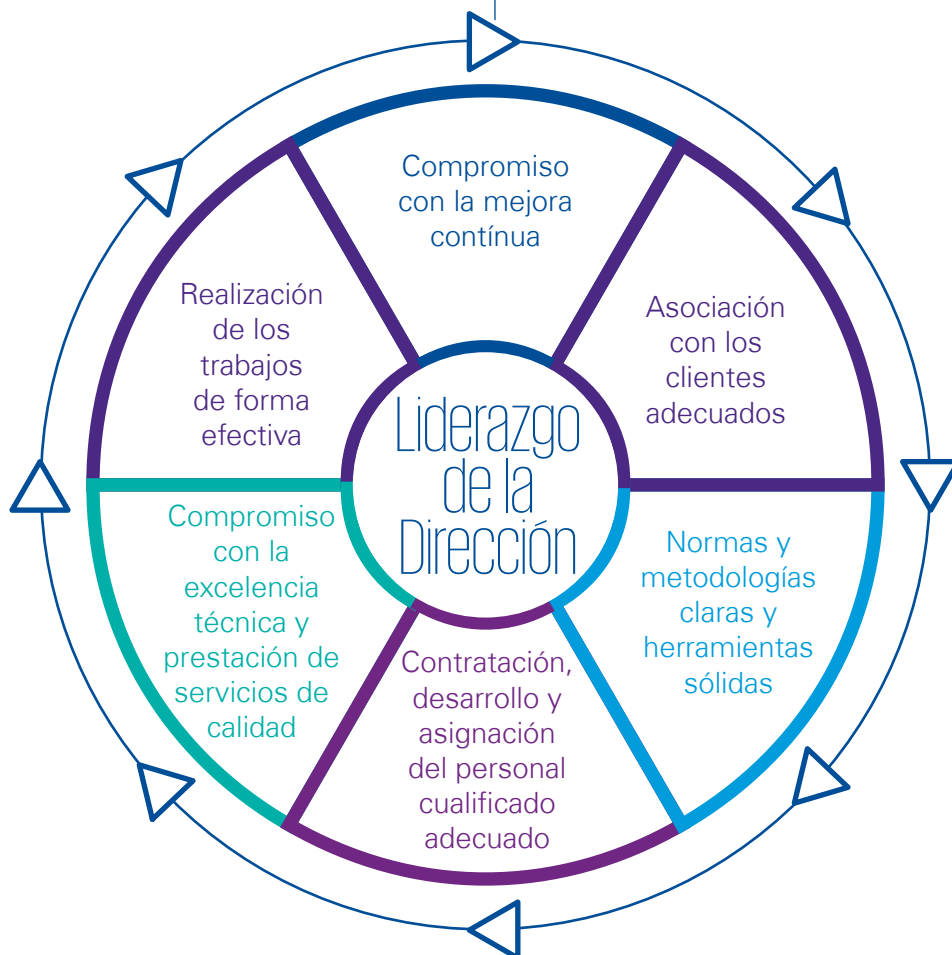 Compromiso
con la mejora
contínua
Asociación
con los
clientes
adecuados
Normas y
metodologías
claras y
herramientas
sólidas
Contratación,
desarrollo y
asignación
del personal
cualificado
adecuado
Compromiso
con la
excelencia
técnica y
prestación de
servicios de
calidad
Realización
de los
trabajos
de forma
efectiva
Liderazgo
de la
Dirección